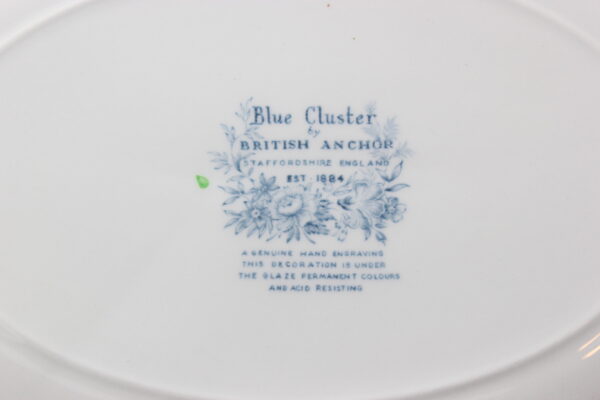 Blue Cluster
by
BRITISH ANCHOR
STAFFORDSHIRE ENGLAND
EST 1884
A GENUINE HAND ENGRAVING
THIS DECORATION IS UNDER
THE GLAZE PERMANENT COLOURS
AND ACID RESISTING